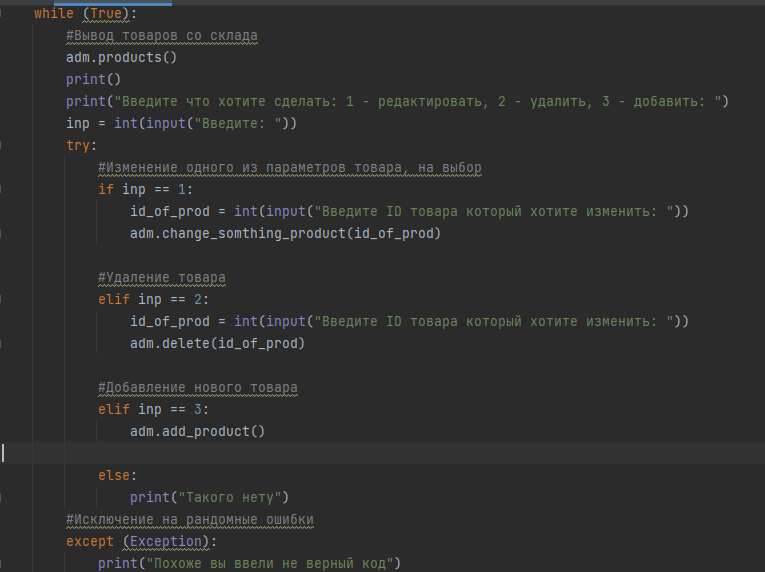 while (True):
#Вывод товаров со склада
adm.products()
print()
print("Введите что хотите сделать: 1 - редактировать, 2 - удалить, 3 - добавить: ")
inp = int(input("Введите: "))
try:
#Изменение одного из параметров товара, на выбор
if inp == 1:
id_of_prod = int(input("Введите ID товара который хотите изменить: "))
adm.change_somthing_product(id_of_prod)
#Удаление товара
elif inp == 2:
id_of_prod = int(input("Введите ID товара который хотите изменить: "))
adm.delete(id_of_prod)
#Добавление нового товара
elif inp == 3:
adm.add_product()
else:
print("Такого нету")
#Исключение на рандомные ошибки
except (Exception):
print("Похоже вы ввели не верный код")